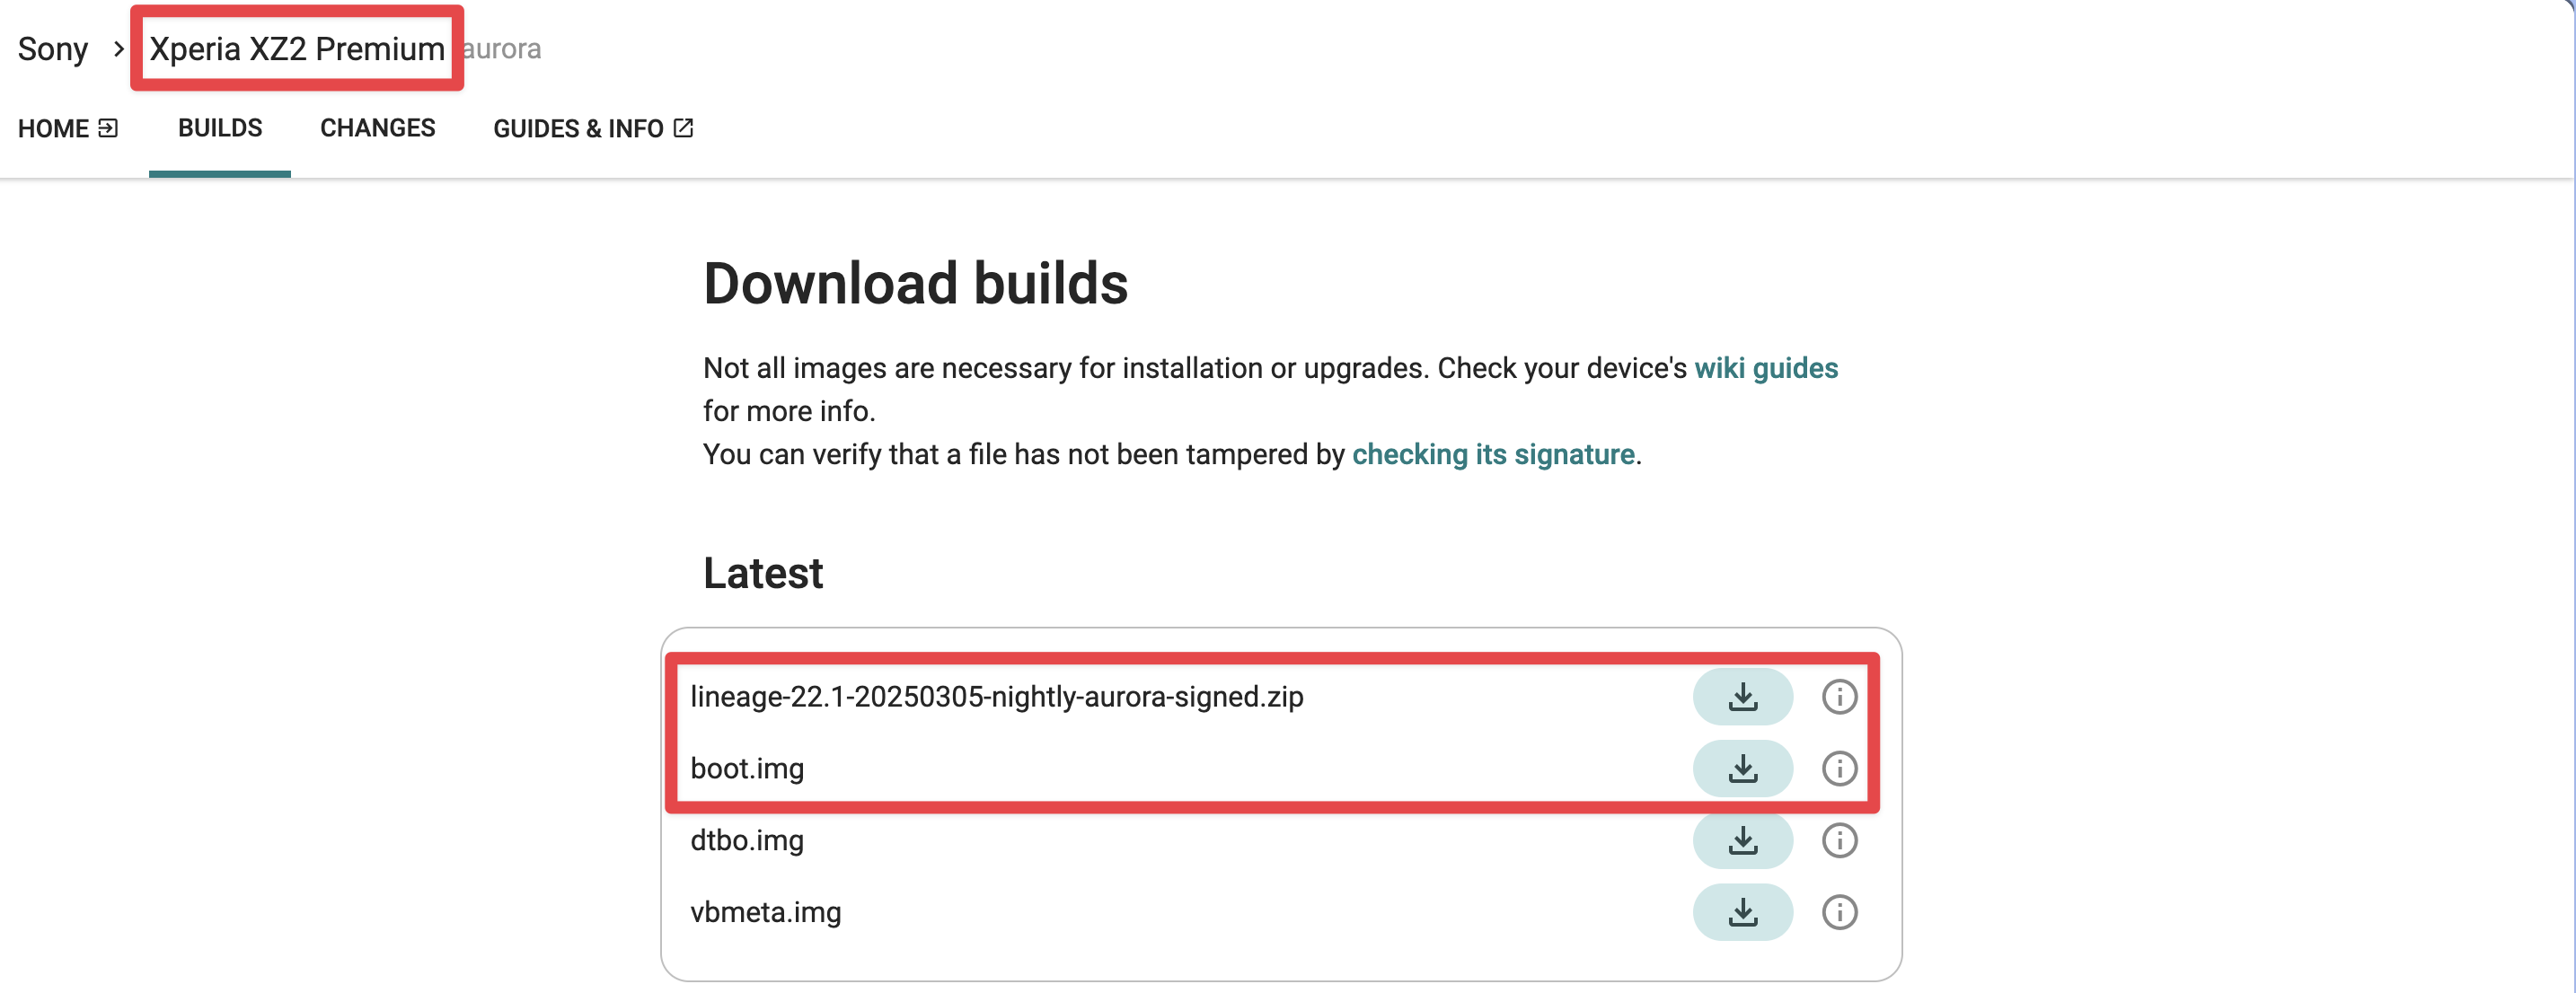 Sony > Xperia XZ2 Premium aurora
HOME BUILDS CHANGES GUIDES & INFO
Download builds
Not all images are necessary for installation or upgrades. Check your device's wiki guides
for more info.
You can verify that a file has not been tampered by checking its signature.
Latest
lineage-22.1-20250305-nightly-aurora-signed.zip
boot.img
dtbo.img
vbmeta.img